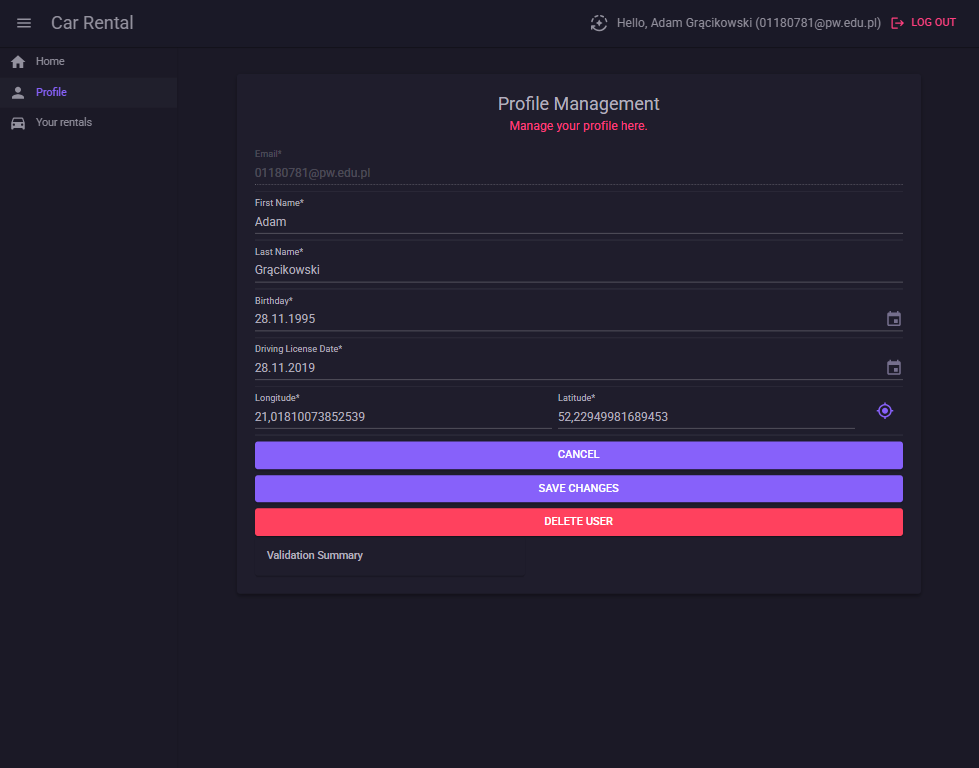 Car Rental
Hello, Adam Grącikowski (01180781@pw.edu.pl)
LOG OUT
Home
Profile
Your rentals
Profile Management
Manage your profile here.
Email*
01180781@pw.edu.pl
First Name*
Adam
Last Name*
Grącikowski
Birthday*
28.11.1995
Driving License Date*
28.11.2019
Longitude*
21,01810073852539
Latitude*
52,22949981689453
CANCEL
SAVE CHANGES
DELETE USER
Validation Summary